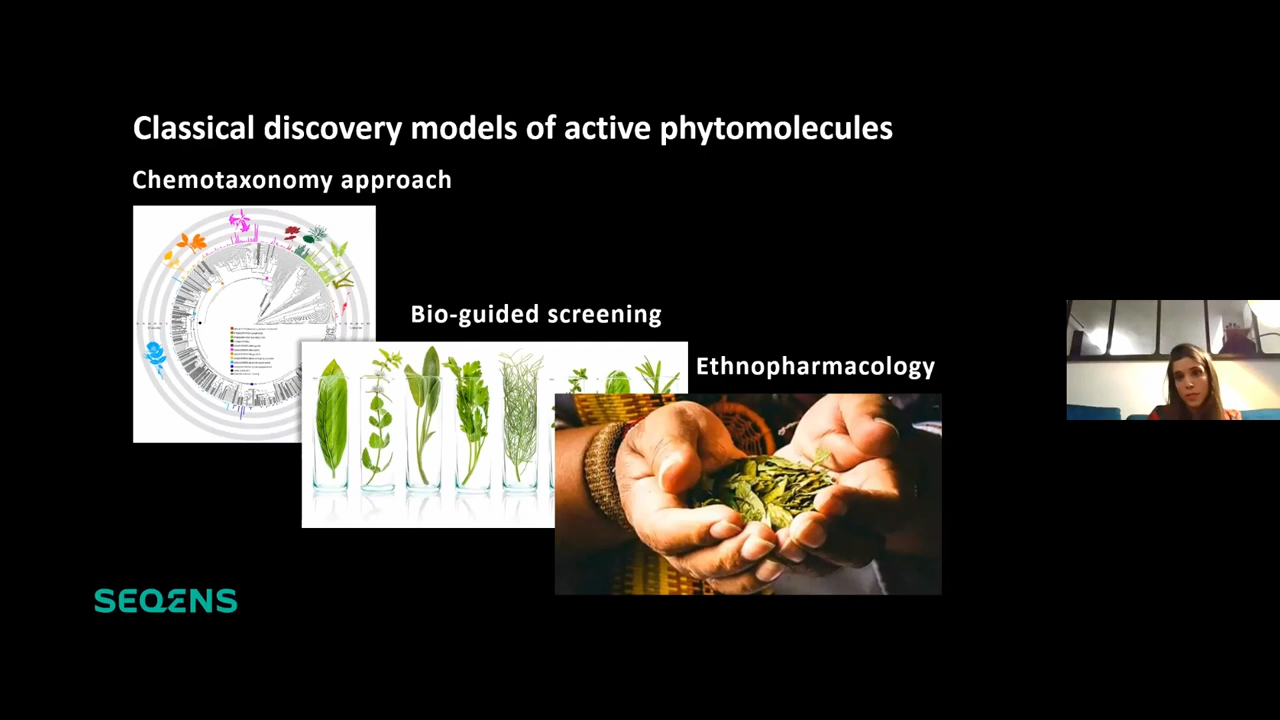 Classical discovery models of active phytomolecules
Chemotaxonomy approach
Bio-guided screening
Ethnopharmacology
SEQENS